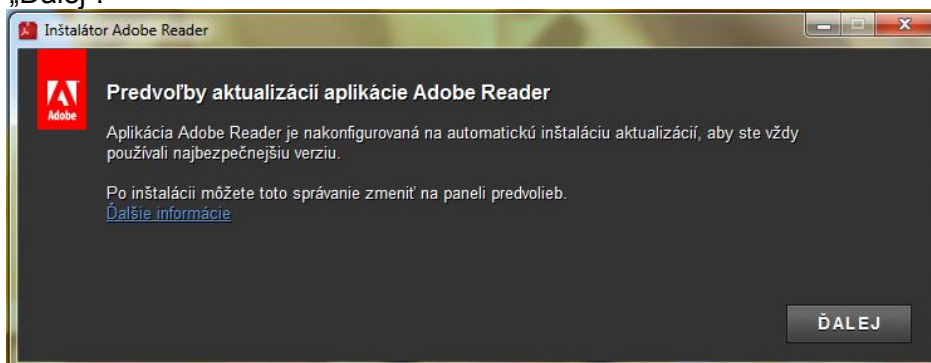 „Ďalej“.
Inštalátor Adobe Reader
Adobe
Predvoľby aktualizácií aplikácie Adobe Reader
Aplikácia Adobe Reader je nakonfigurovaná na automatickú inštaláciu aktualizácií, aby ste vždy
používali najbezpečnejšiu verziu.
Po inštalácii môžete toto správanie zmeniť na paneli predvolieb.
Ďalšie informácie
ĎALEJ